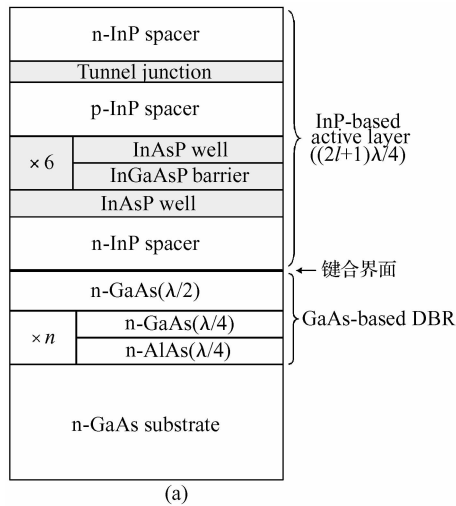 n-InP spacer
Tunnel junction
p-InP spacer
× 6
InAsP well
InGaAsP barrier
InAsP well
n-InP spacer
InP-based
active layer
((2l+1)λ/4)
键合界面
n-GaAs(λ/2)
× n
n-GaAs(λ/4)
n-AlAs(λ/4)
GaAs-based DBR
n-GaAs substrate
(a)